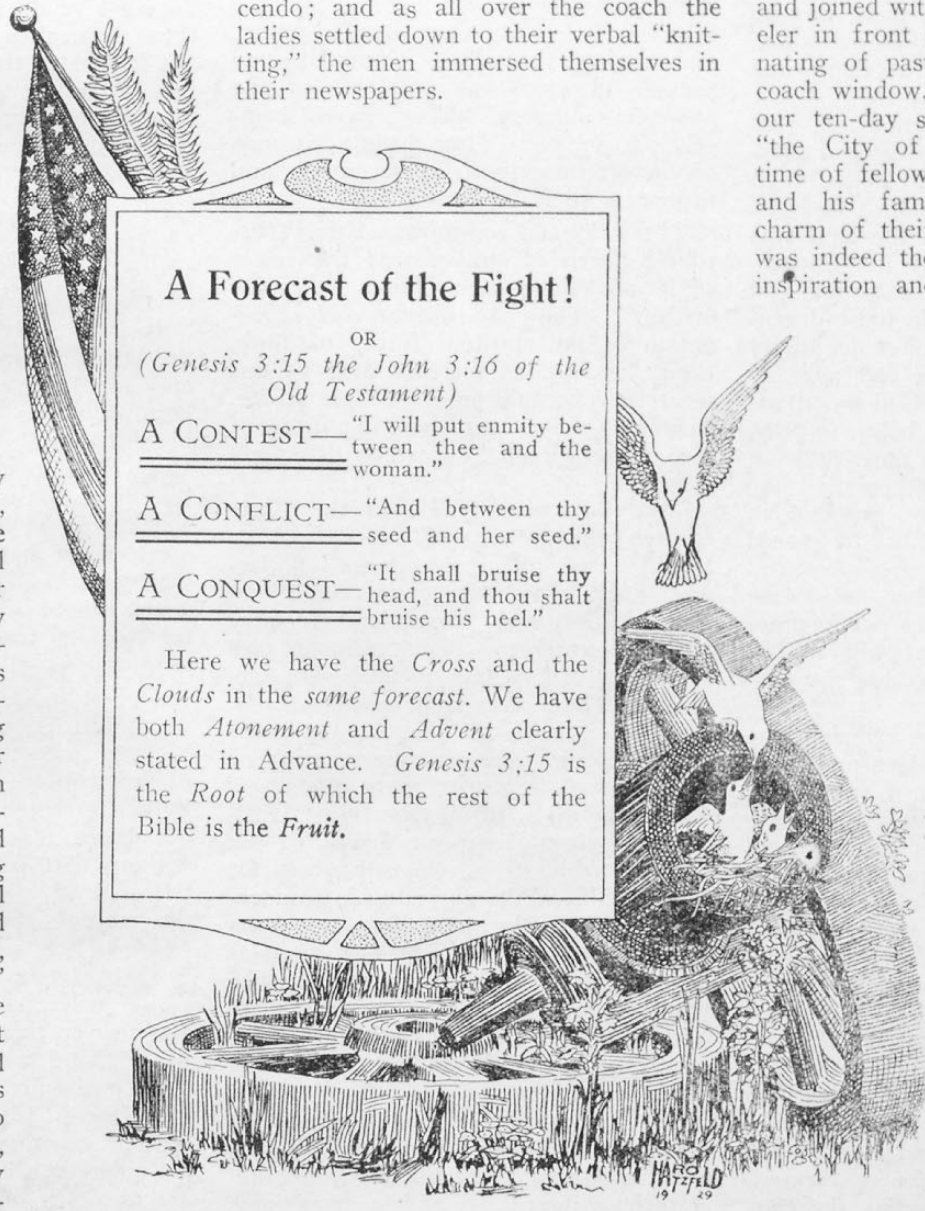 cendo; and as all over the coach the
ladies settled down to their verbal "knit-
ting," the men immersed themselves in
their newspapers.
and joined wit
eler in front
nating of pas
coach window.
our ten-day s
"the City of
time of fellow
and his fam
charm of thei
was indeed the
inspiration and
A Forecast of the Fight!
OR
(Genesis 3:15 the John 3:16 of the
Old Testament)
A CONTEST— "I will put enmity be-
tween thee and the
woman."
A CONFLICT— "And between thy
seed and her seed."
A CONQUEST— "It shall bruise thy
head, and thou shalt
bruise his heel."
Here we have the Cross and the
Clouds in the same forecast. We have
both Atonement and Advent clearly
stated in Advance. Genesis 3:15 is
the Root of which the rest of the
Bible is the Fruit.
HARO
HATZFELD
1929